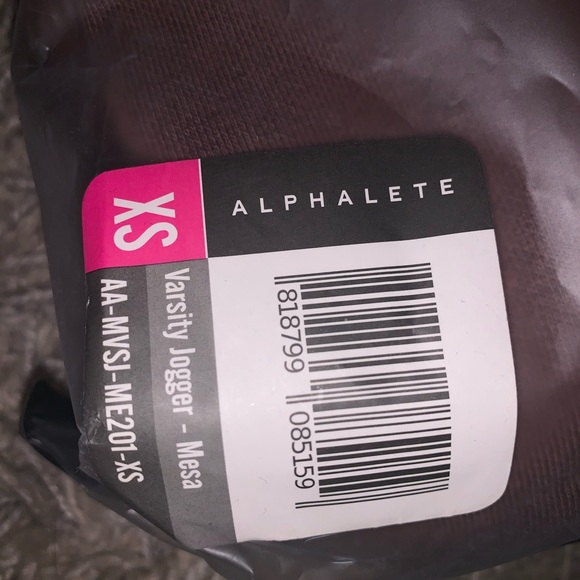 ALPHALETE
XS
Varsity Jogger - Mesa
AA-MVSJ-ME201-XS
818799 085159